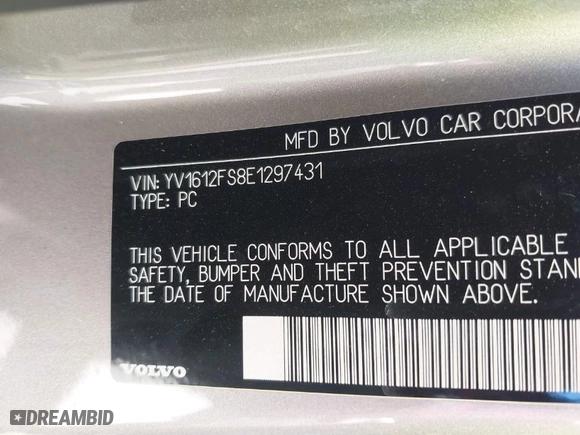 MFD BY VOLVO CAR CORPORA
VIN: YV1612FS8E1297431
TYPE: PC
THIS VEHICLE CONFORMS TO ALL APPLICABLE
SAFETY, BUMPER AND THEFT PREVENTION STAN
THE DATE OF MANUFACTURE SHOWN ABOVE.
VOLVO
DREAMBID